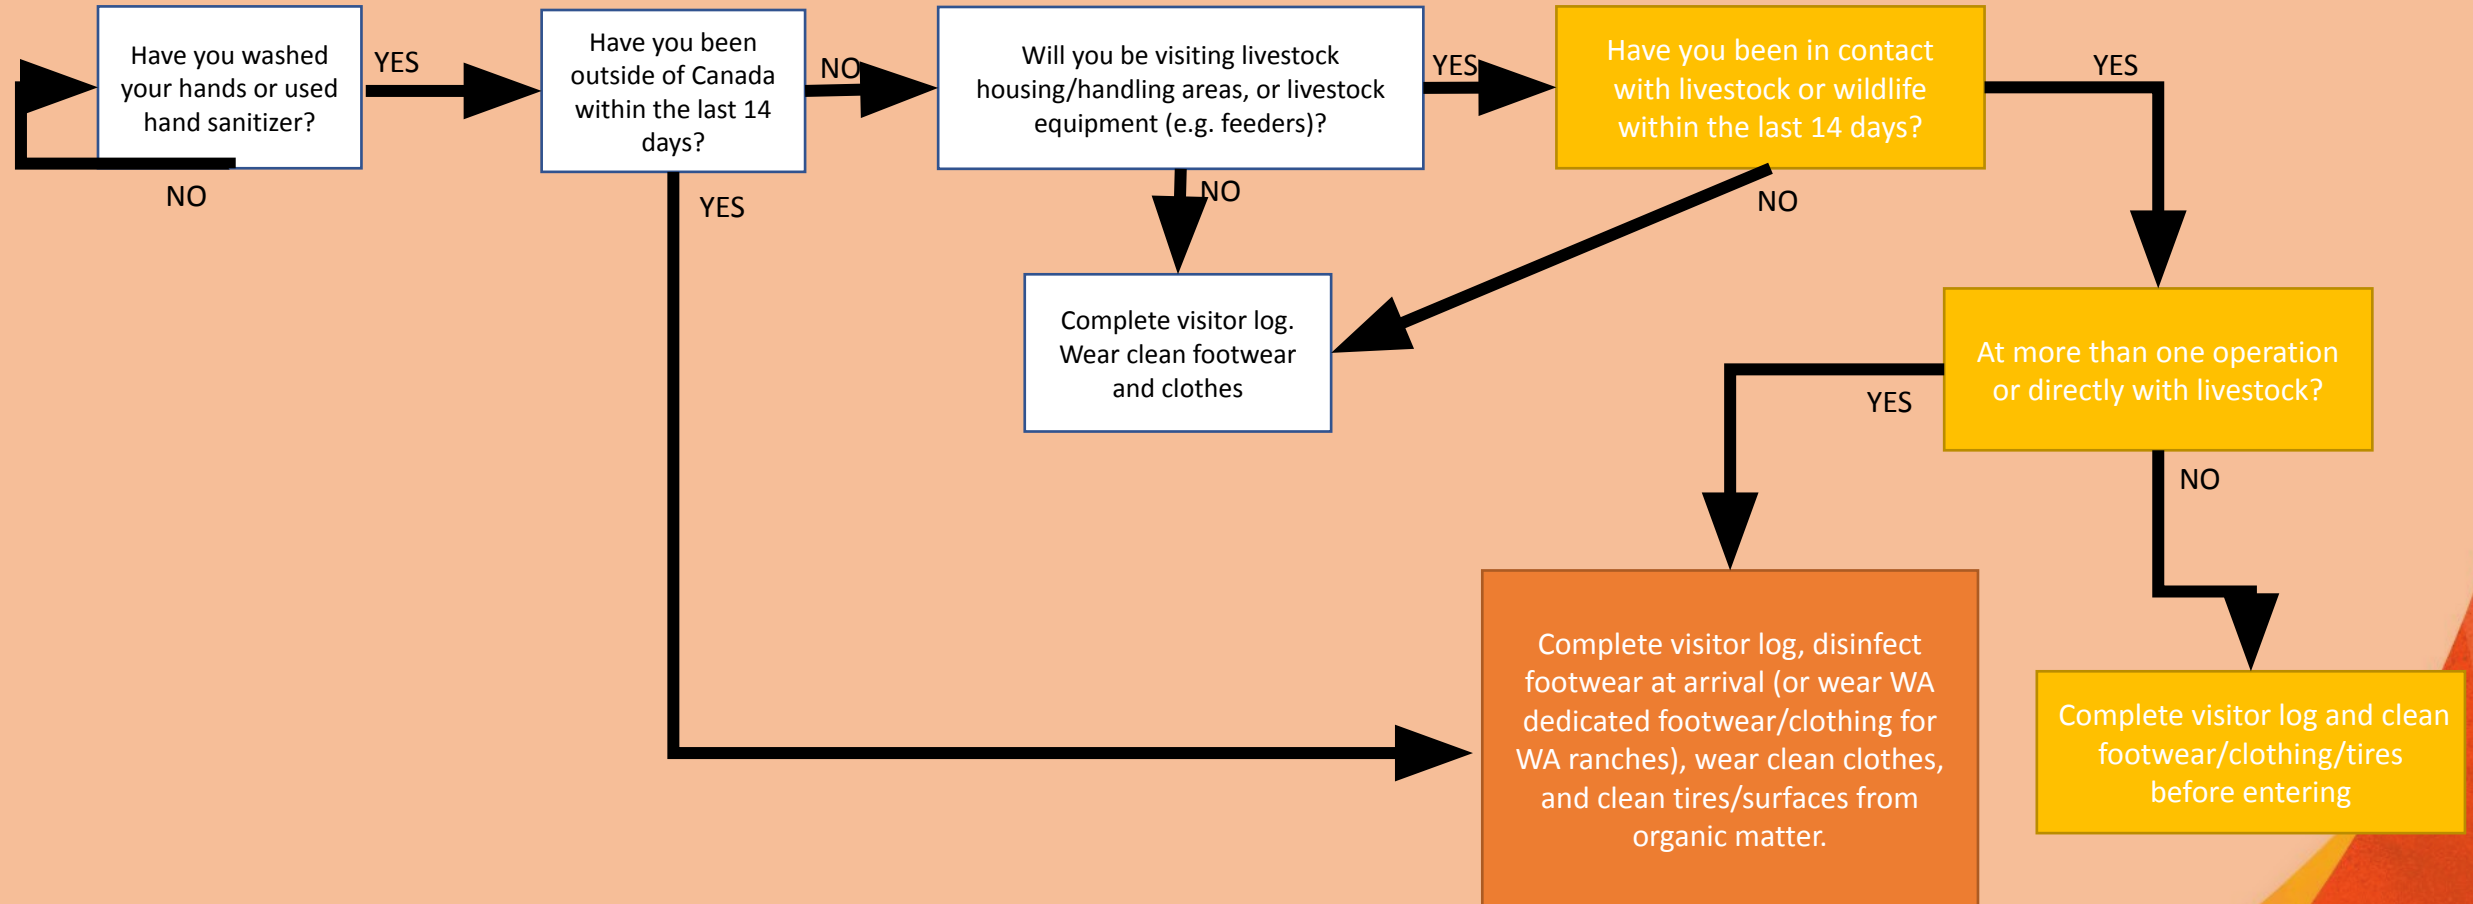 Have you washed
your hands or used
hand sanitizer?
YES
NO
Have you been
outside of Canada
within the last 14
days?
NO
YES
Will you be visiting livestock
housing/handling areas, or livestock
equipment (e.g. feeders)?
YES
NO
Have you been in contact
with livestock or wildlife
within the last 14 days?
YES
NO
Complete visitor log.
Wear clean footwear
and clothes
At more than one operation
or directly with livestock?
YES
NO
Complete visitor log, disinfect
footwear at arrival (or wear WA
dedicated footwear/clothing for
WA ranches), wear clean clothes,
and clean tires/surfaces from
organic matter.
Complete visitor log and clean
footwear/clothing/tires
before entering